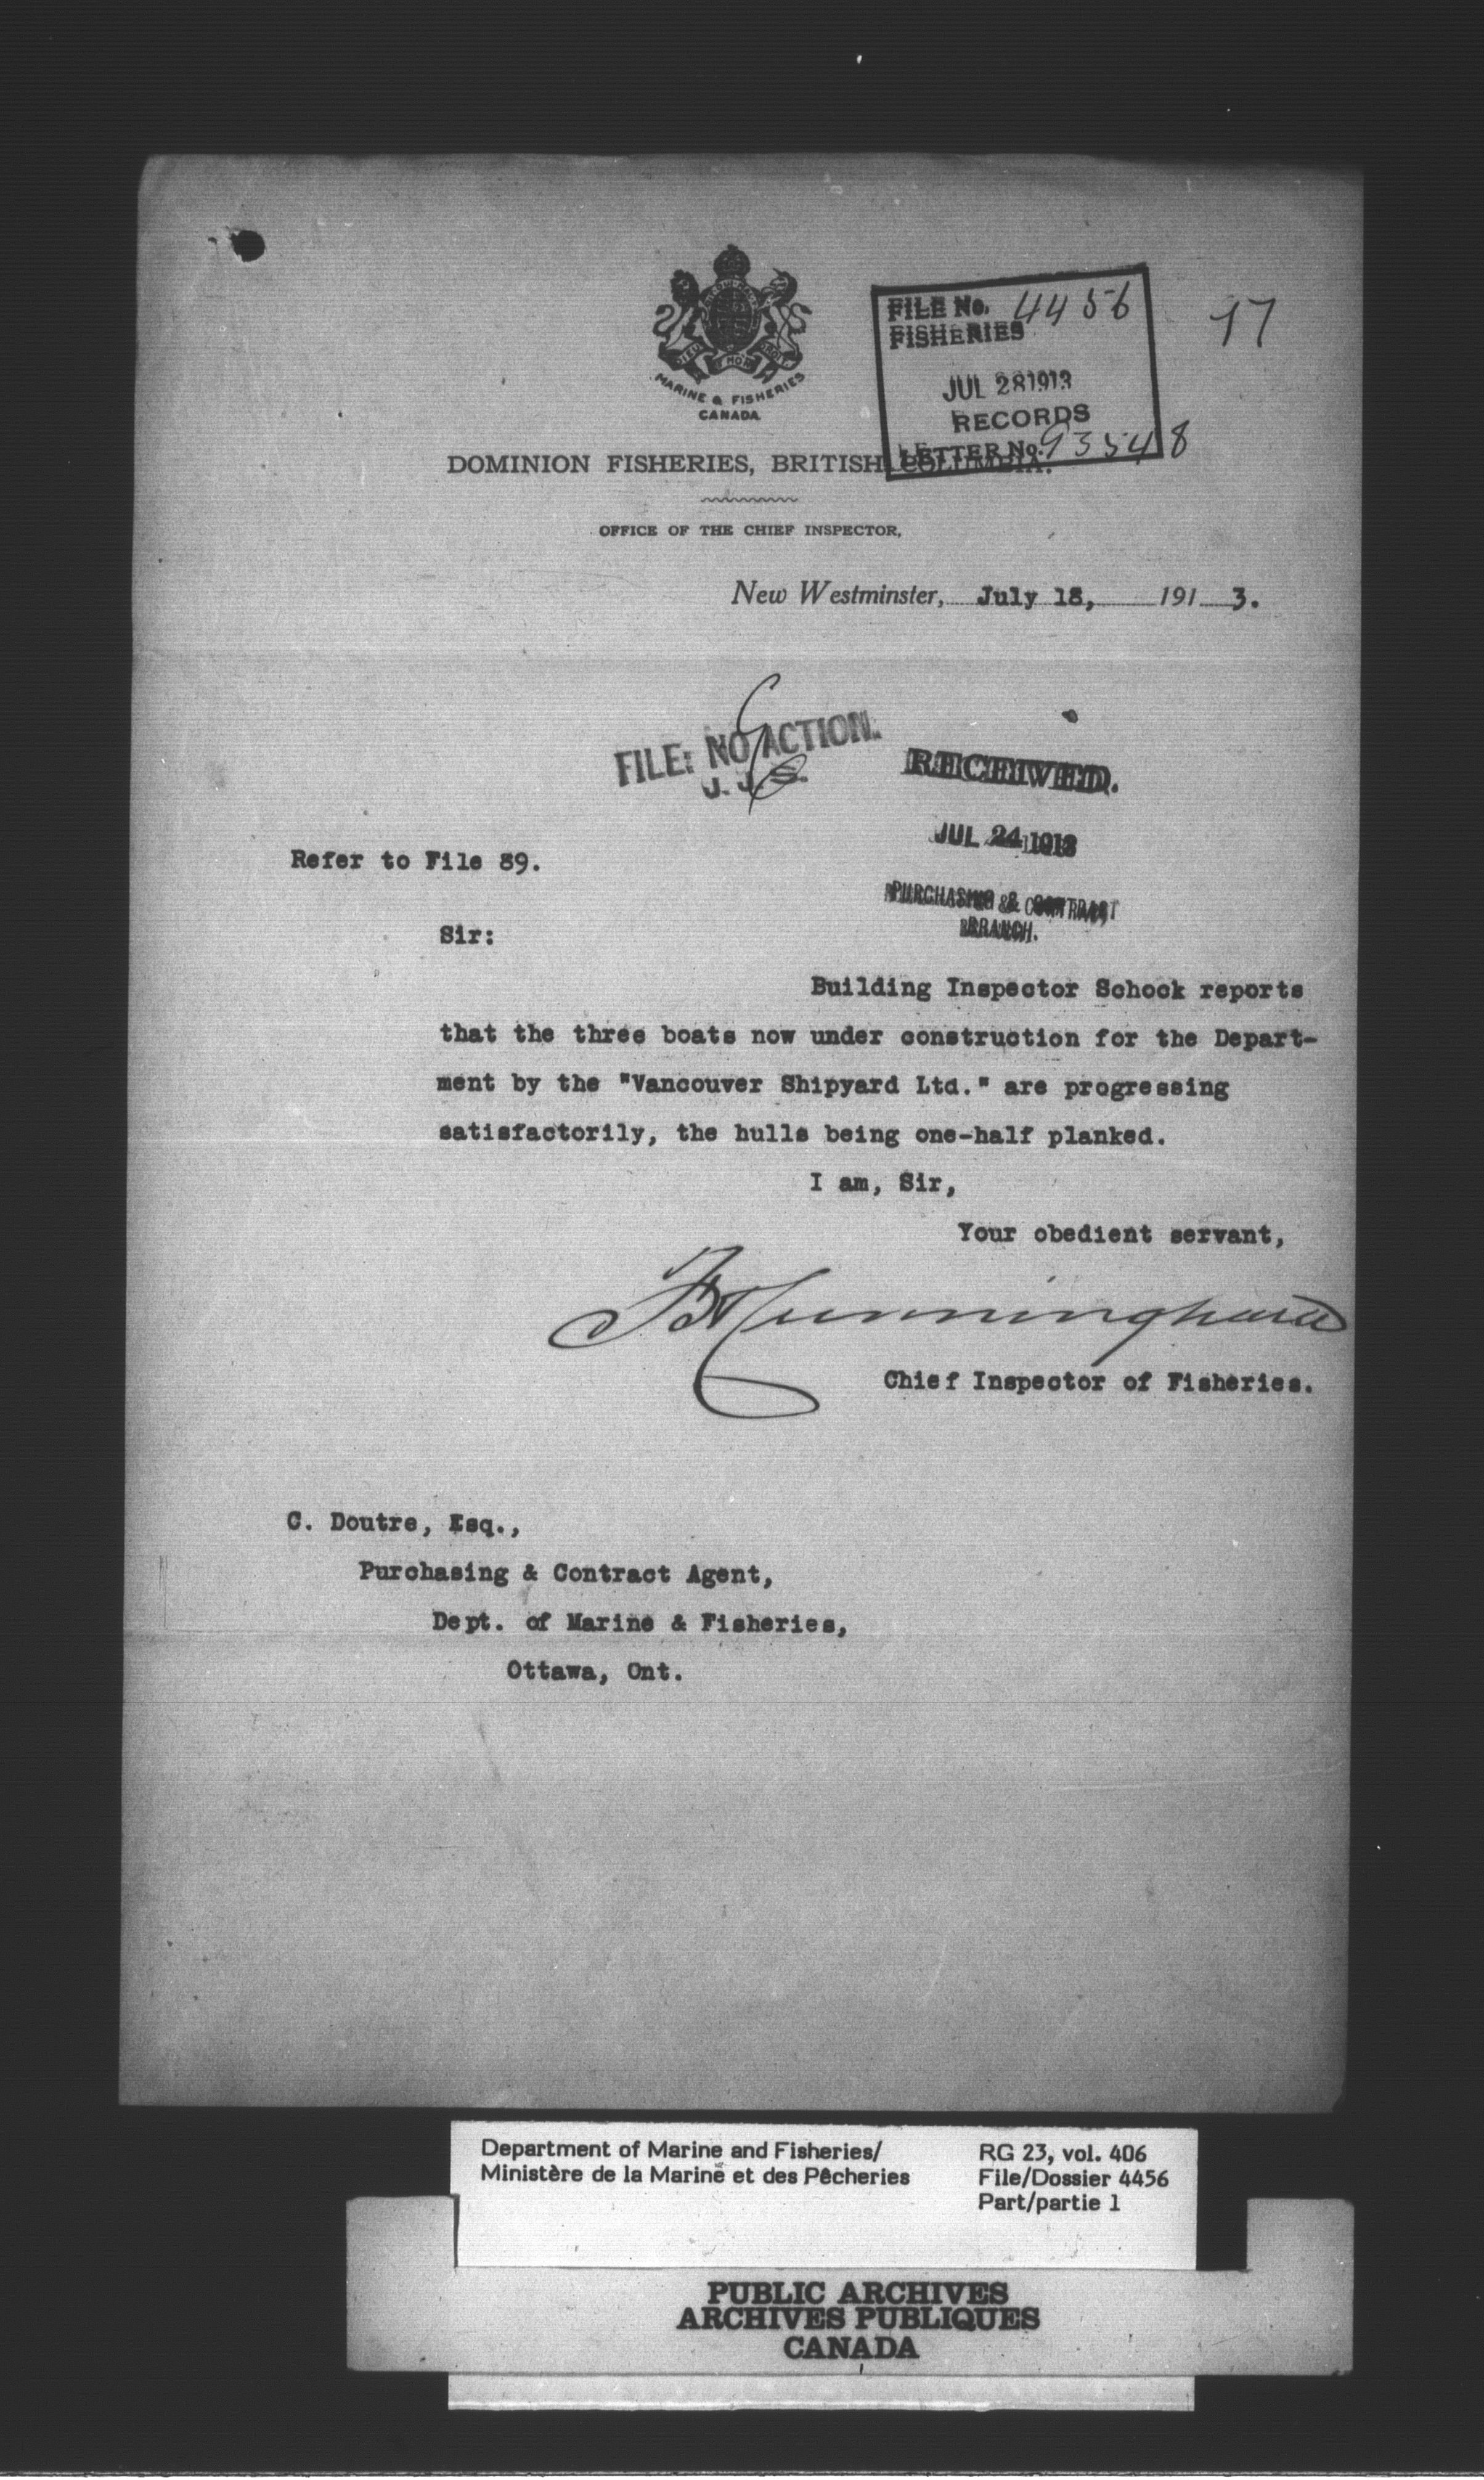 FILE No. 4456
FISHERIES
17
JUL 28 1913
RECORDS
LETTER No. 93548
DIEU ET MON DROIT
MARINE & FISHERIES
CANADA
DOMINION FISHERIES, BRITISH COLUMBIA.
OFFICE OF THE CHIEF INSPECTOR,
New Westminster, July 18, 1913.
FILE: NO ACTION.
RECEIVED.
JUL 24 1913
PURCHASING & CONTRACT
BRANCH.
Refer to File 89.
Sir:
Building Inspector Schock reports
that the three boats now under construction for the Depart-
ment by the "Vancouver Shipyard Ltd." are progressing
satisfactorily, the hulls being one-half planked.
I am, Sir,
Your obedient servant,
F H Cunningham
Chief Inspector of Fisheries.
C. Doutre, Esq.,
Purchasing & Contract Agent,
Dept. of Marine & Fisheries,
Ottawa, Ont.
Department of Marine and Fisheries/
Ministère de la Marine et des Pêcheries
RG 23, vol. 406
File/Dossier 4456
Part/partie 1
PUBLIC ARCHIVES
ARCHIVES PUBLIQUES
CANADA